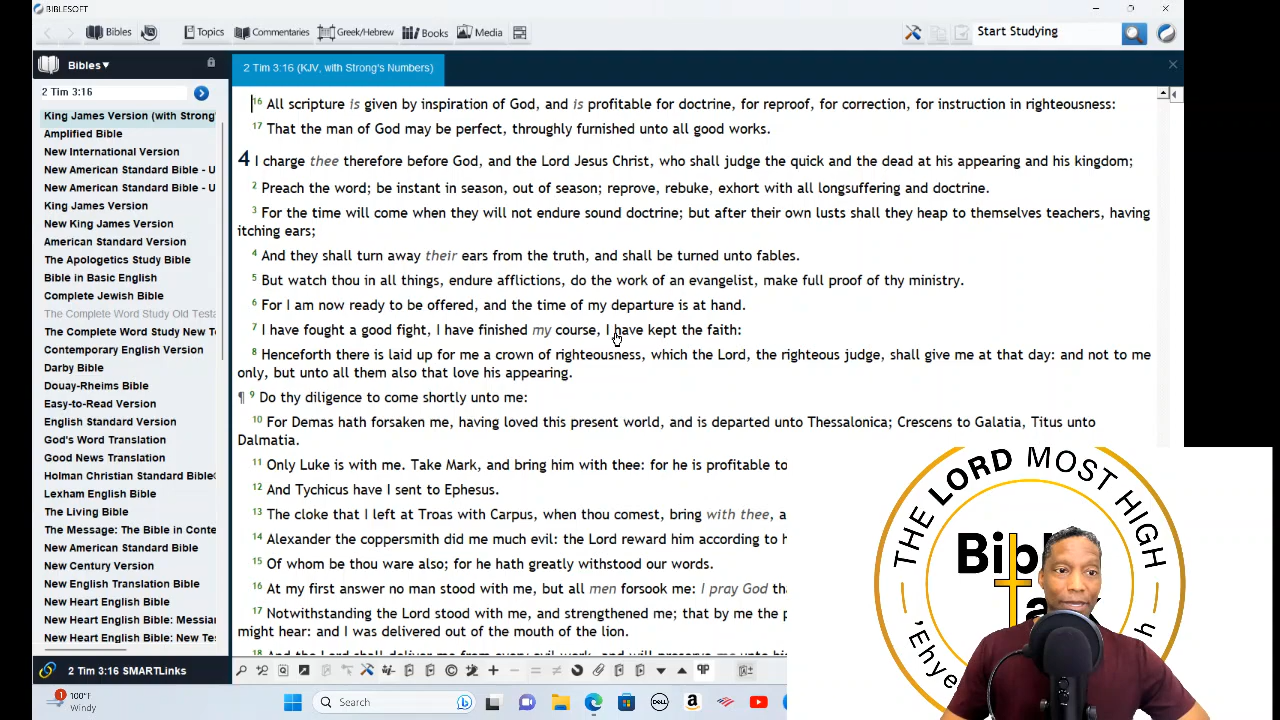 BIBLESOFT
Bibles
Topics
Commentaries
Greek/Hebrew
Books
Media
Start Studying
Bibles▾
2 Tim 3:16 (KJV, with Strong's Numbers)
2 Tim 3:16
King James Version (with Strong'
Amplified Bible
New International Version
New American Standard Bible - U
New American Standard Bible - U
King James Version
New King James Version
American Standard Version
The Apologetics Study Bible
Bible in Basic English
Complete Jewish Bible
The Complete Word Study Old Testa
The Complete Word Study New T
Contemporary English Version
Darby Bible
Douay-Rheims Bible
Easy-to-Read Version
English Standard Version
God's Word Translation
Good News Translation
Holman Christian Standard Bible
Lexham English Bible
The Living Bible
The Message: The Bible in Conte
New American Standard Bible
New Century Version
New English Translation Bible
New Heart English Bible
New Heart English Bible: Messia
New Heart English Bible: New Te
2 Tim 3:16 SMARTLinks
16 All scripture is given by inspiration of God, and is profitable for doctrine, for reproof, for correction, for instruction in righteousness:
17 That the man of God may be perfect, throughly furnished unto all good works.
4 I charge thee therefore before God, and the Lord Jesus Christ, who shall judge the quick and the dead at his appearing and his kingdom;
2 Preach the word; be instant in season, out of season; reprove, rebuke, exhort with all longsuffering and doctrine.
3 For the time will come when they will not endure sound doctrine; but after their own lusts shall they heap to themselves teachers, having
itching ears;
4 And they shall turn away their ears from the truth, and shall be turned unto fables.
5 But watch thou in all things, endure afflictions, do the work of an evangelist, make full proof of thy ministry.
6 For I am now ready to be offered, and the time of my departure is at hand.
7 I have fought a good fight, I have finished my course, I have kept the faith:
8 Henceforth there is laid up for me a crown of righteousness, which the Lord, the righteous judge, shall give me at that day: and not to me
only, but unto all them also that love his appearing.
¶ 9 Do thy diligence to come shortly unto me:
10 For Demas hath forsaken me, having loved this present world, and is departed unto Thessalonica; Crescens to Galatia, Titus unto
Dalmatia.
11 Only Luke is with me. Take Mark, and bring him with thee: for he is profitable to
12 And Tychicus have I sent to Ephesus.
13 The cloke that I left at Troas with Carpus, when thou comest, bring with thee, a
14 Alexander the coppersmith did me much evil: the Lord reward him according to h
15 Of whom be thou ware also; for he hath greatly withstood our words.
16 At my first answer no man stood with me, but all men forsook me: I pray God tha
17 Notwithstanding the Lord stood with me, and strengthened me; that by me the p
might hear: and I was delivered out of the mouth of the lion.
THE LORD MOST HIGH
'Ehye
1
100°F
Windy
Search
DELL